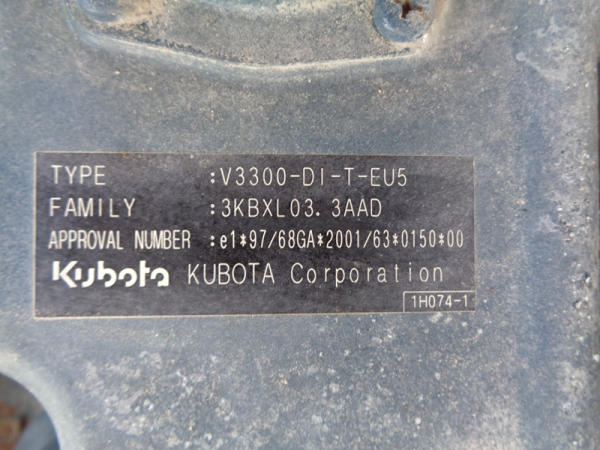 TYPE :V3300-DI-T-EU5
FAMILY :3KBXL03.3AAD
APPROVAL NUMBER :e1*97/68GA*2001/63*0150*00
Kubota KUBOTA Corporation
1H074-1